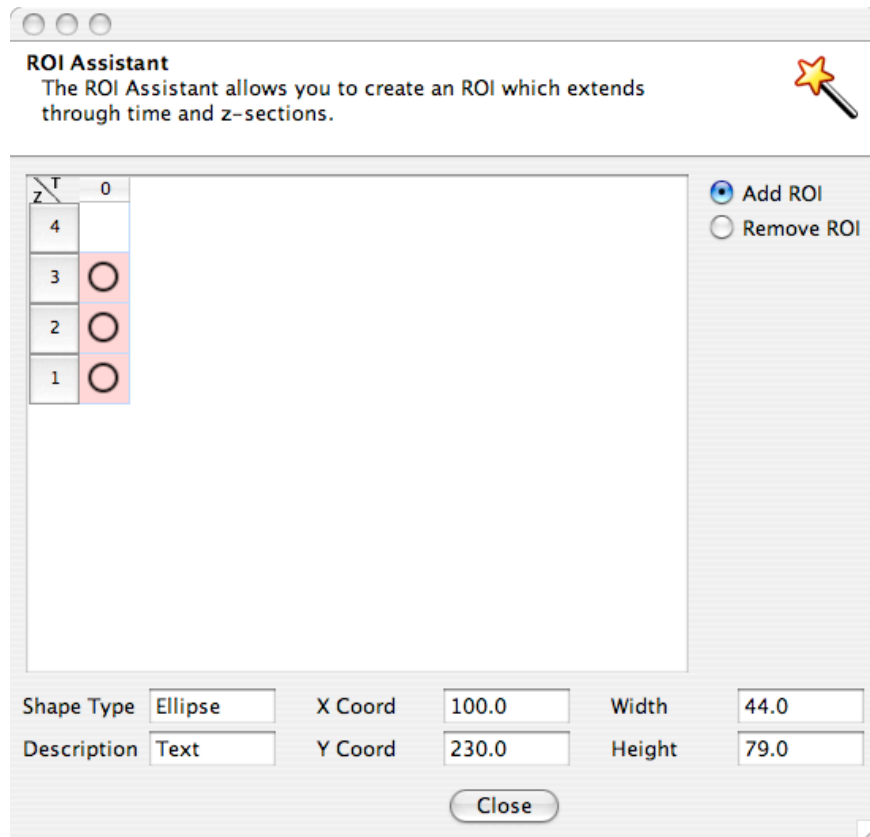 ROI Assistant
The ROI Assistant allows you to create an ROI which extends
through time and z-sections.
T
Z
0
4
3
2
1
Add ROI
Remove ROI
Shape Type Ellipse X Coord 100.0 Width 44.0
Description Text Y Coord 230.0 Height 79.0
Close